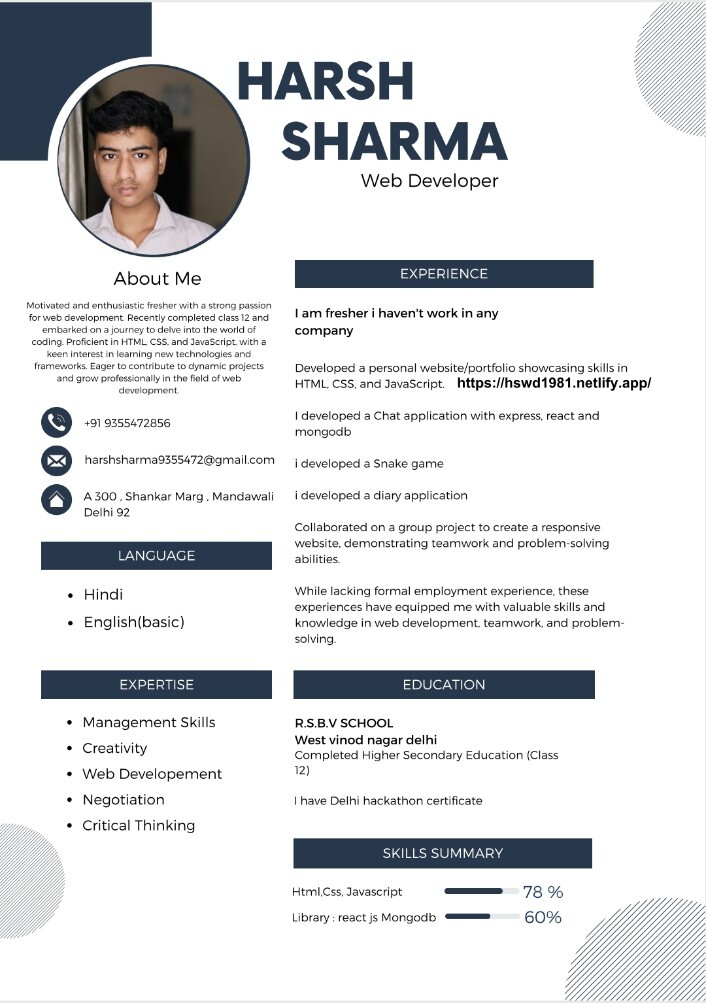 HARSH
SHARMA
Web Developer
About Me
Motivated and enthusiastic fresher with a strong passion
for web development. Recently completed class 12 and
embarked on a journey to delve into the world of
coding. Proficient in HTML, CSS, and JavaScript, with a
keen interest in learning new technologies and
frameworks. Eager to contribute to dynamic projects
and grow professionally in the field of web
development.
+91 9355472856
harshsharma9355472@gmail.com
A 300 , Shankar Marg , Mandawali
Delhi 92
LANGUAGE
• Hindi
• English(basic)
EXPERTISE
• Management Skills
• Creativity
• Web Developement
• Negotiation
• Critical Thinking
EXPERIENCE
I am fresher i haven't work in any
company
Developed a personal website/portfolio showcasing skills in
HTML, CSS, and JavaScript. https://hswd1981.netlify.app/
I developed a Chat application with express, react and
mongodb
i developed a Snake game
i developed a diary application
Collaborated on a group project to create a responsive
website, demonstrating teamwork and problem-solving
abilities.
While lacking formal employment experience, these
experiences have equipped me with valuable skills and
knowledge in web development, teamwork, and problem-
solving.
EDUCATION
R.S.B.V SCHOOL
West vinod nagar delhi
Completed Higher Secondary Education (Class
12)
I have Delhi hackathon certificate
SKILLS SUMMARY
Html,Css, Javascript 78 %
Library : react js Mongodb 60%